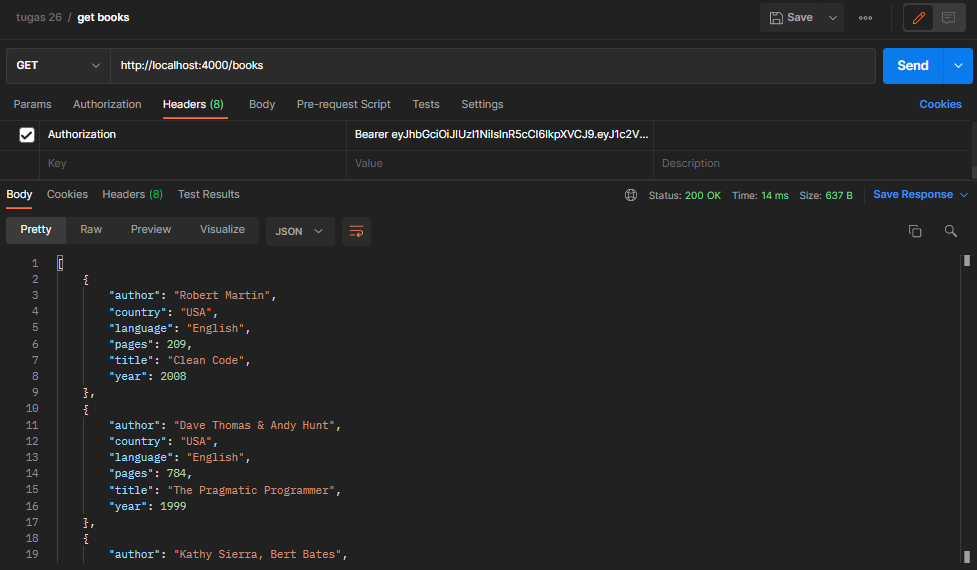 tugas 26 / get books Save
GET http://localhost:4000/books Send
Params Authorization Headers (8) Body Pre-request Script Tests Settings Cookies
Authorization Bearer eyJhbGciOiJIUzI1NiIsInR5cCI6IkpXVCJ9.eyJ1c2V...
Key Value Description
Body Cookies Headers (8) Test Results Status: 200 OK Time: 14 ms Size: 637 B Save Response
Pretty Raw Preview Visualize JSON
1 [
2 {
3 "author": "Robert Martin",
4 "country": "USA",
5 "language": "English",
6 "pages": 209,
7 "title": "Clean Code",
8 "year": 2008
9 },
10 {
11 "author": "Dave Thomas & Andy Hunt",
12 "country": "USA",
13 "language": "English",
14 "pages": 784,
15 "title": "The Pragmatic Programmer",
16 "year": 1999
17 },
18 {
19 "author": "Kathy Sierra, Bert Bates",